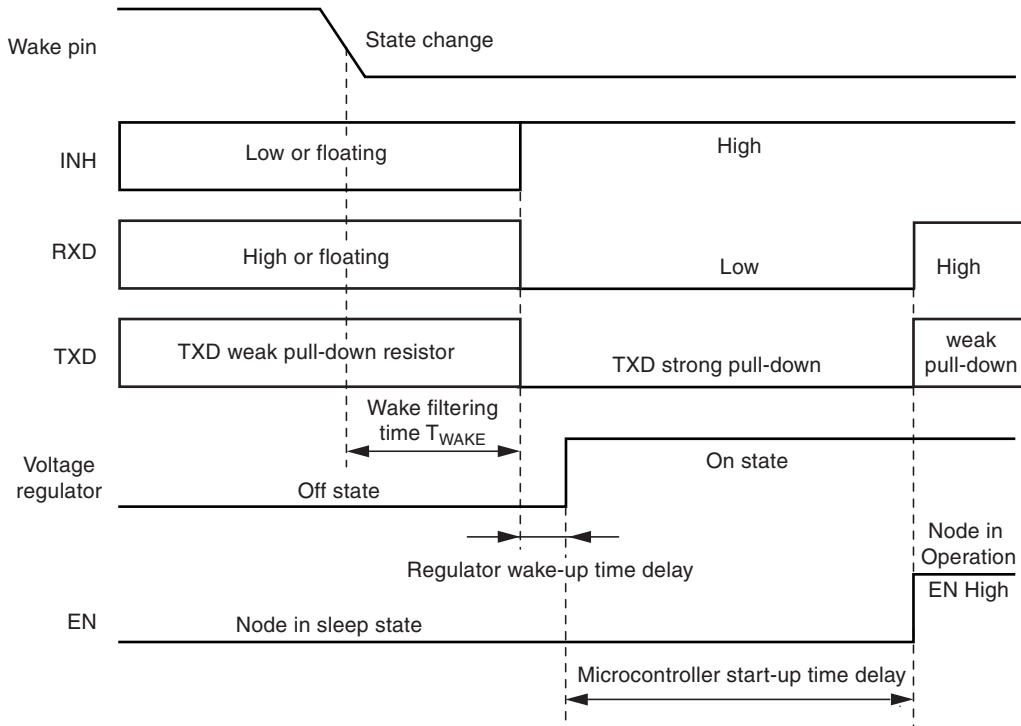 Wake pin
State change
INH
Low or floating
High
RXD
High or floating
Low
High
TXD
TXD weak pull-down resistor
TXD strong pull-down
weak
pull-down
Wake filtering
time TWAKE
Voltage
regulator
Off state
On state
Regulator wake-up time delay
Node in
Operation
EN High
EN
Node in sleep state
Microcontroller start-up time delay